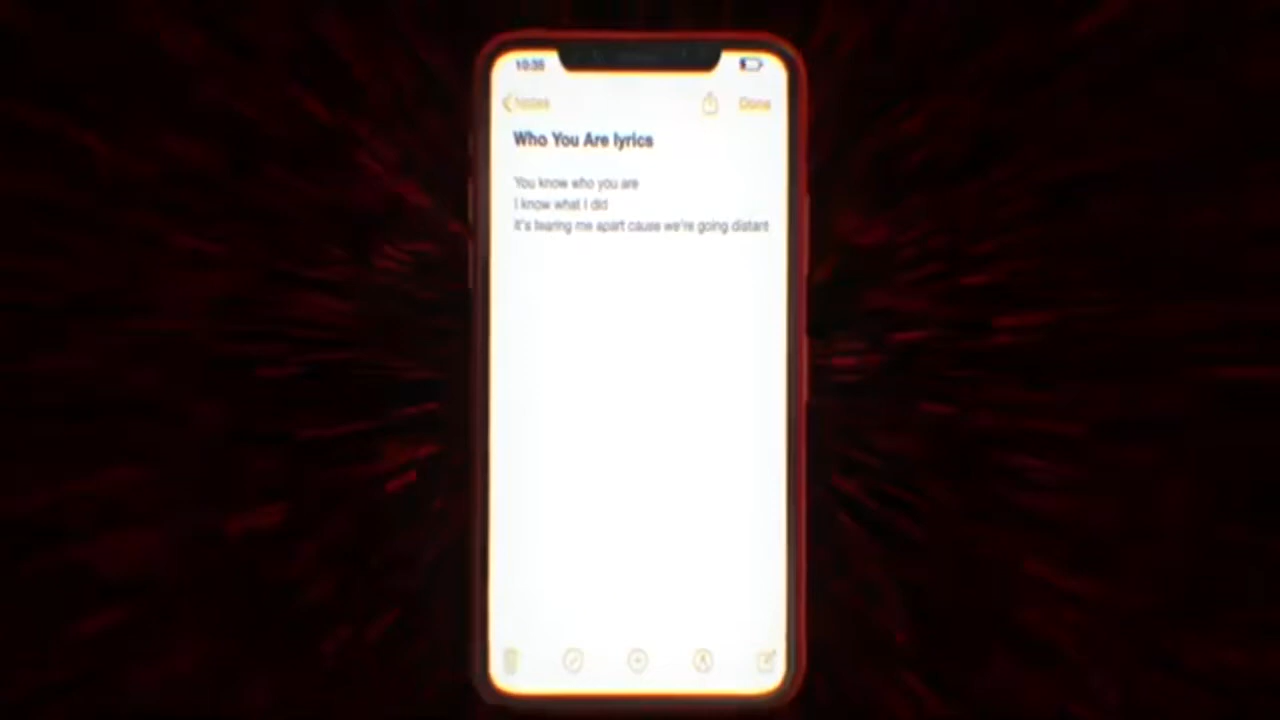 10:35
Notes
Done
Who You Are lyrics
You know who you are
I know what I did
It's tearing me apart cause we're going distant